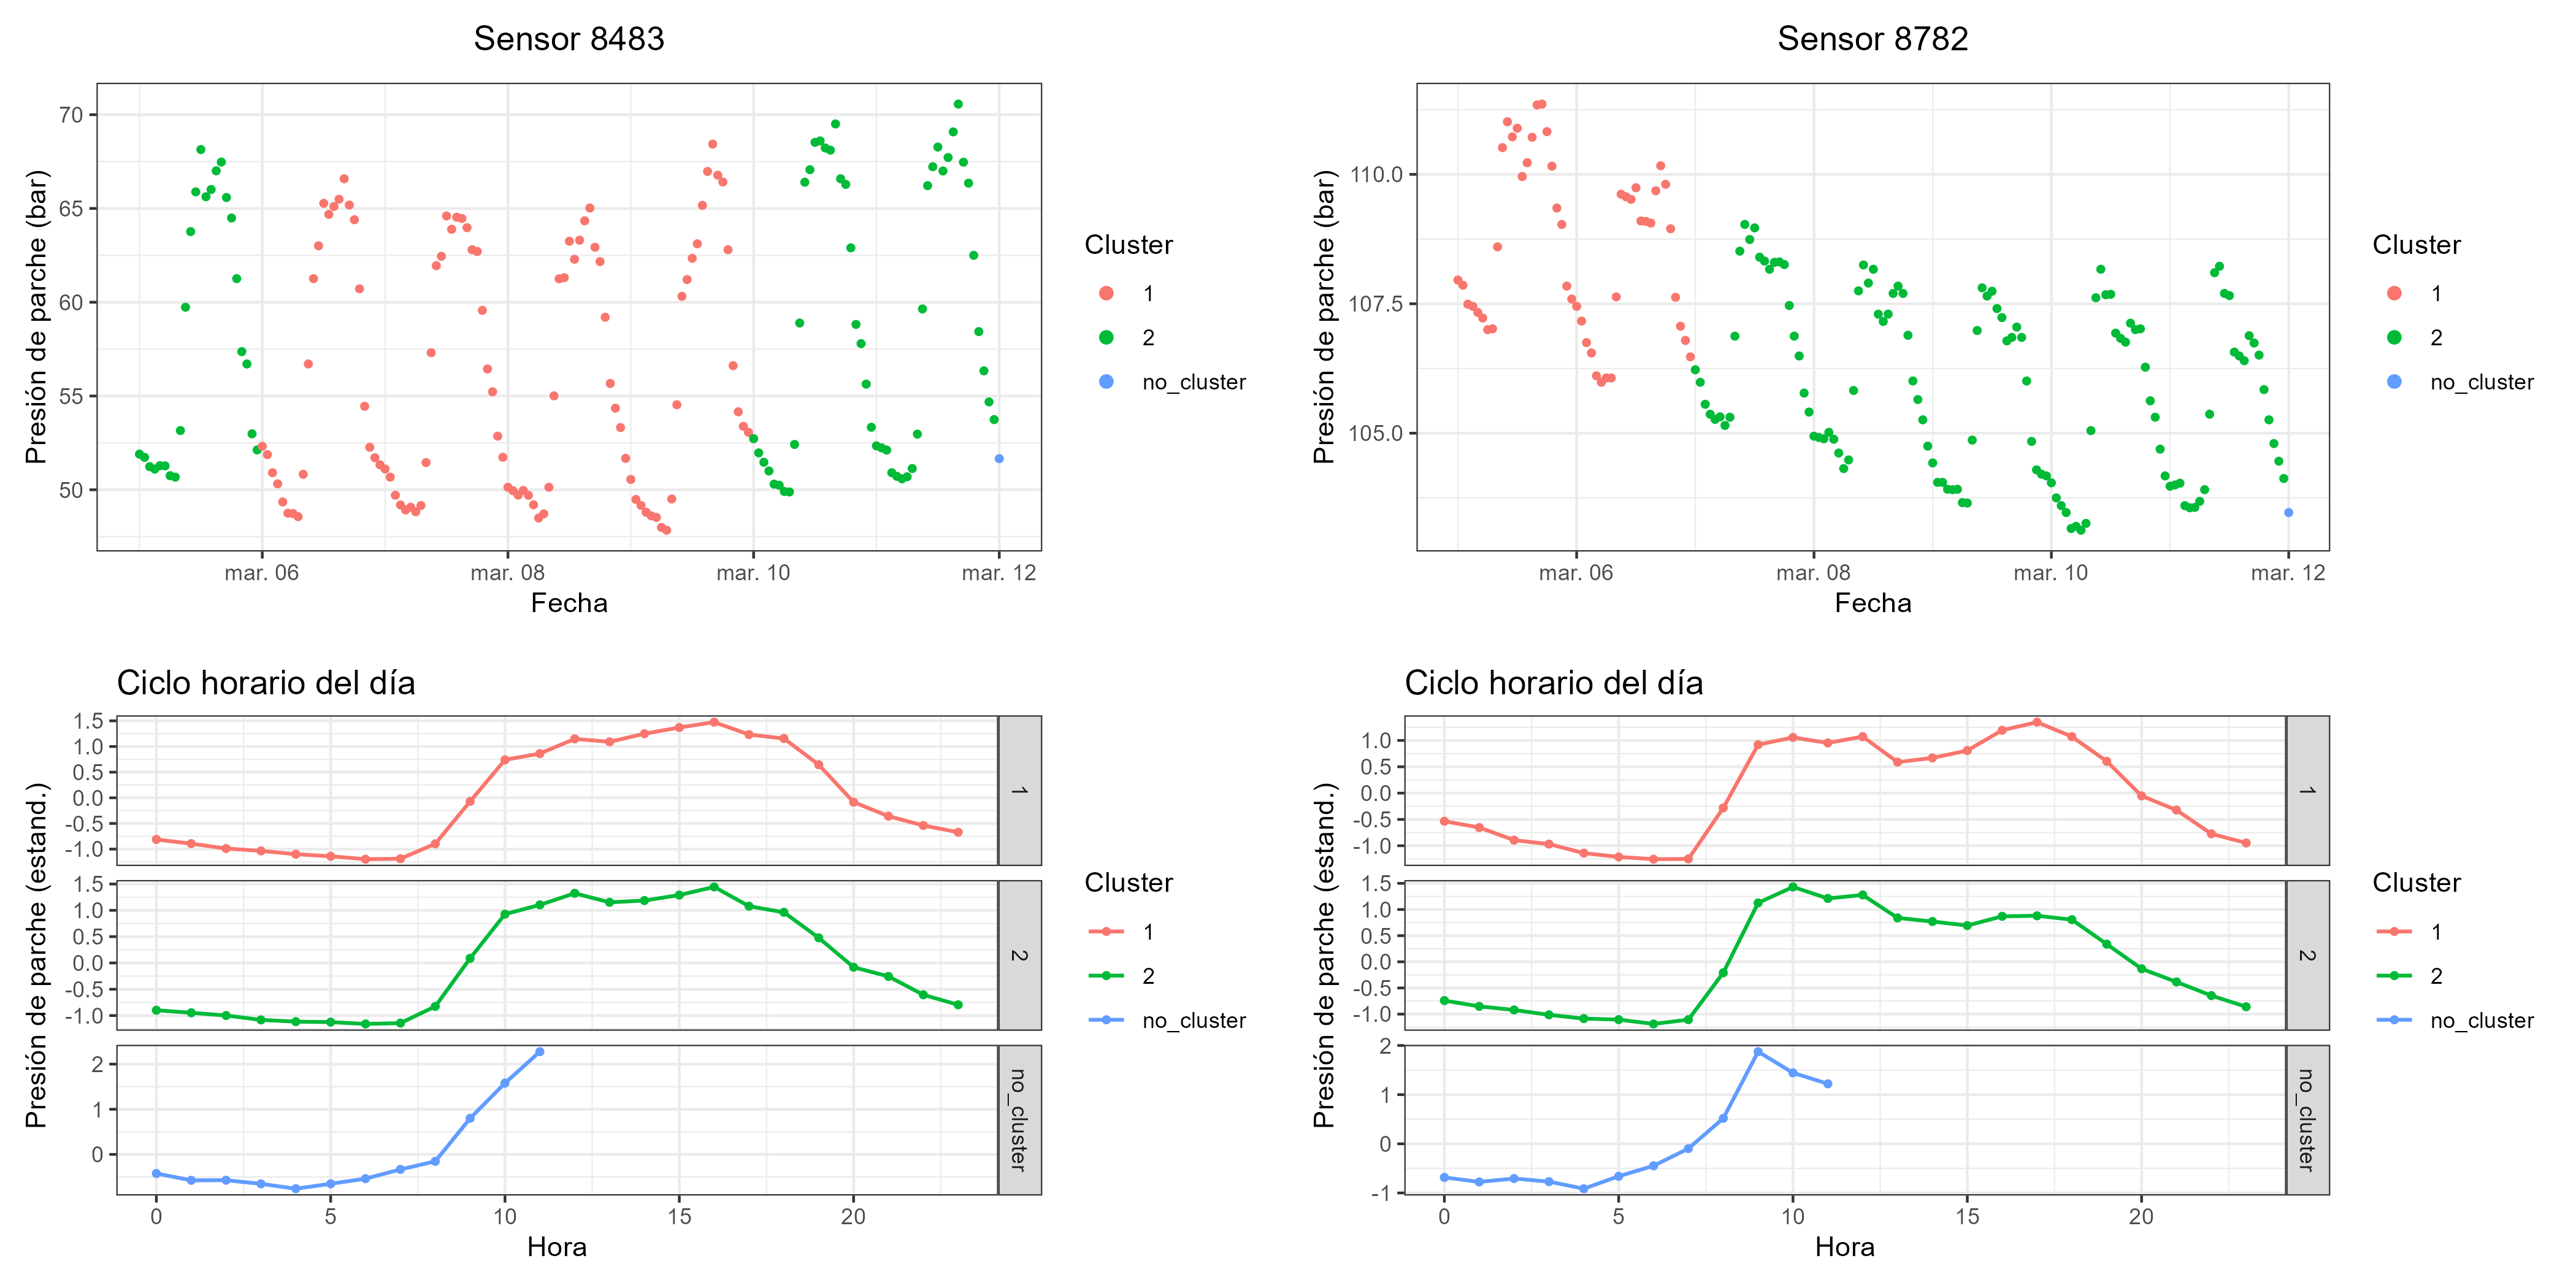 Sensor 8483
Presión de parche (bar)
70
65
60
55
50
mar. 06
mar. 08
mar. 10
mar. 12
Fecha
Cluster
1
2
no_cluster
Sensor 8782
Presión de parche (bar)
110.0
107.5
105.0
mar. 06
mar. 08
mar. 10
mar. 12
Fecha
Cluster
1
2
no_cluster
Ciclo horario del día
Presión de parche (estand.)
1.5
1.0
0.5
0.0
-0.5
-1.0
1
1.5
1.0
0.5
0.0
-0.5
-1.0
2
2
1
0
no_cluster
0
5
10
15
20
Hora
Cluster
1
2
no_cluster
Ciclo horario del día
Presión de parche (estand.)
1.0
0.5
0.0
-0.5
-1.0
1
1.5
1.0
0.5
0.0
-0.5
-1.0
2
2
1
0
-1
no_cluster
0
5
10
15
20
Hora
Cluster
1
2
no_cluster